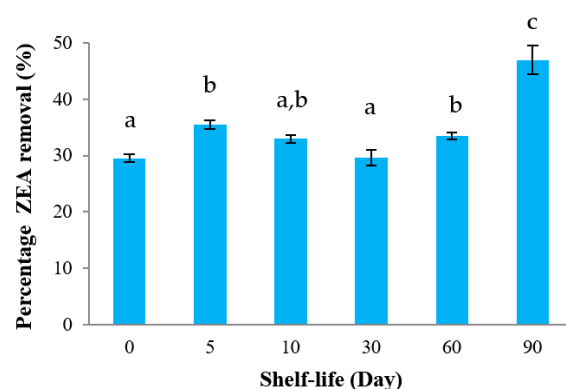 Percentage ZEA removal (%)
50
40
30
20
10
0
a
b
a,b
a
b
c
0 5 10 30 60 90
Shelf-life (Day)